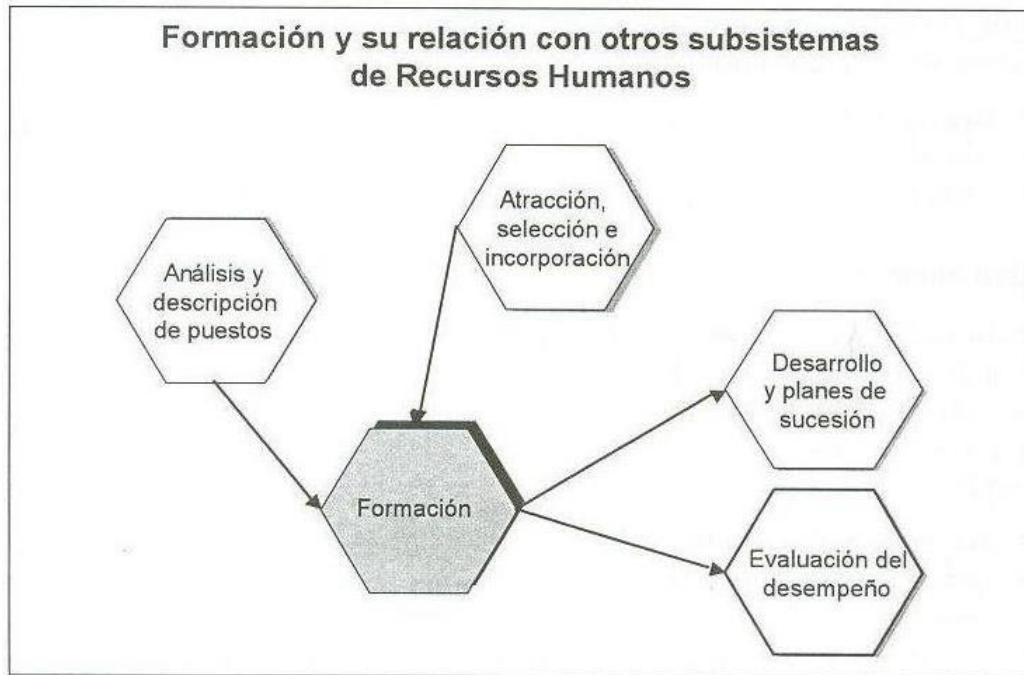 Formación y su relación con otros subsistemas
de Recursos Humanos
Atracción,
selección e
incorporación
Análisis y
descripción
de puestos
Desarrollo
y planes de
sucesión
Formación
Evaluación del
desempeño